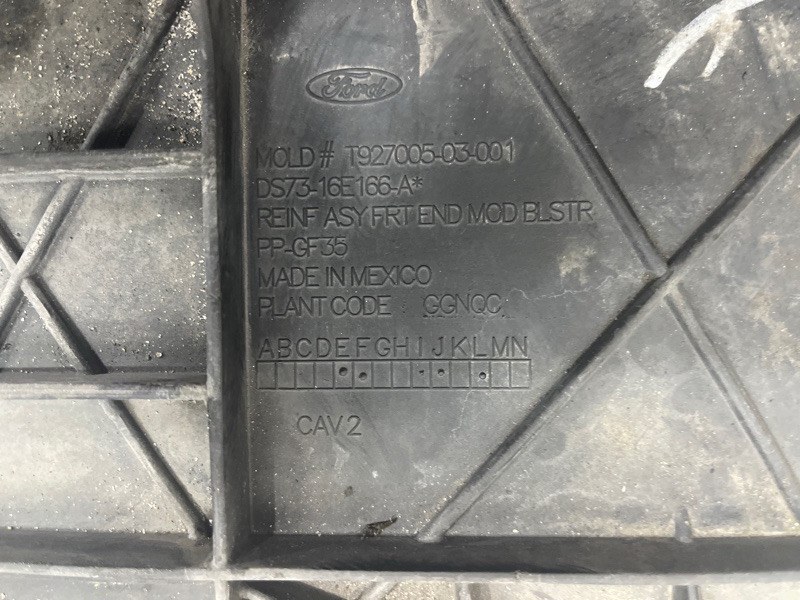 Ford
MOLD # T927005-03-001
DS73-16E166-A*
REINF ASY FRT END MOD BLSTR
PP-GF35
MADE IN MEXICO
PLANT CODE GGNQC
ABCDEFGHIJKLMN
CAV 2